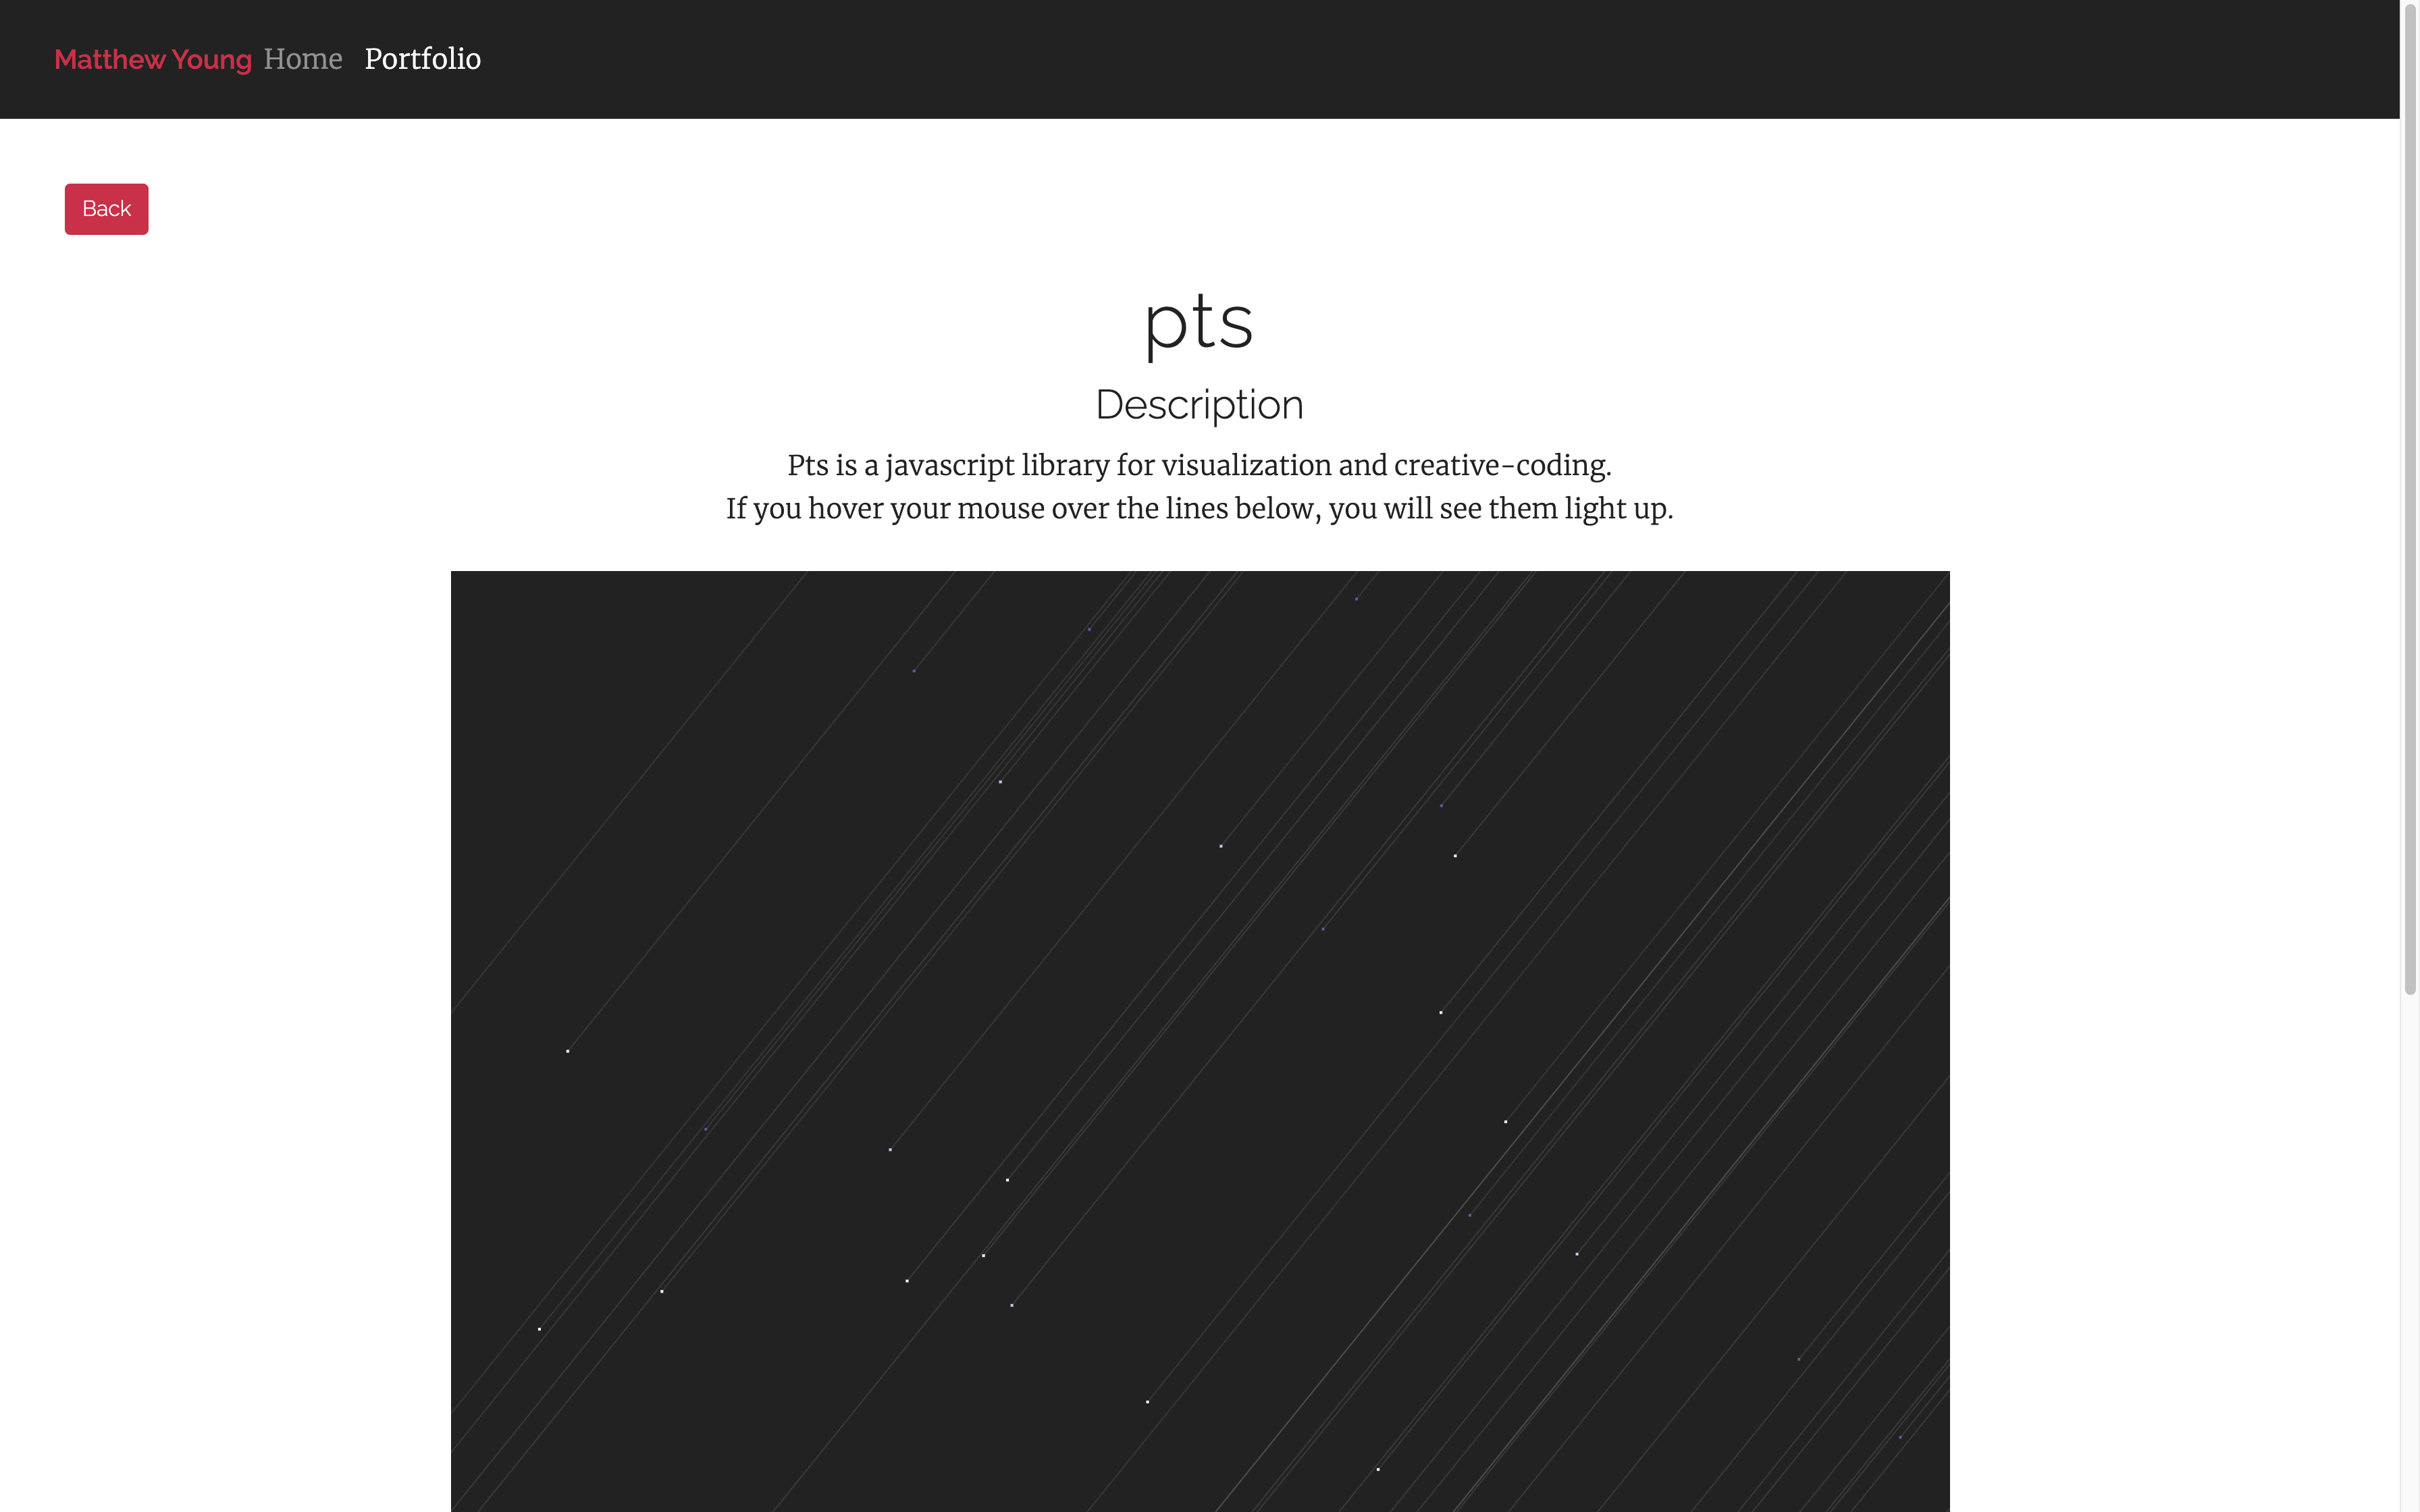 Matthew Young Home Portfolio
Back
pts
Description
Pts is a javascript library for visualization and creative-coding.
If you hover your mouse over the lines below, you will see them light up.